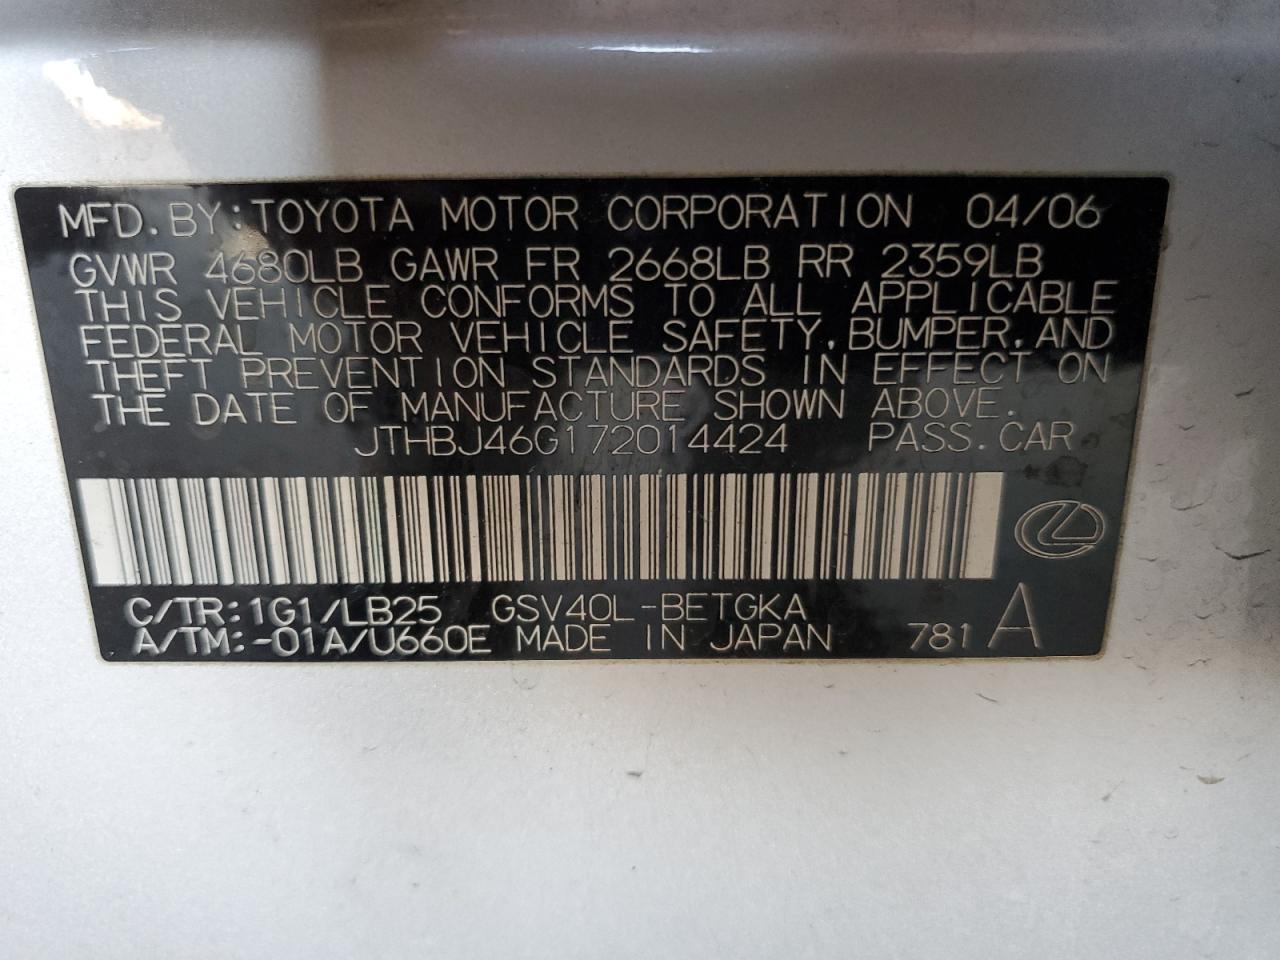 MFD. BY: TOYOTA MOTOR CORPORATION 04/06
GVWR 4680LB GAWR FR 2668LB RR 2359LB
THIS VEHICLE CONFORMS TO ALL APPLICABLE
FEDERAL MOTOR VEHICLE SAFETY, BUMPER, AND
THEFT PREVENTION STANDARDS IN EFFECT ON
THE DATE OF MANUFACTURE SHOWN ABOVE.
JTHBJ46G172014424 PASS. CAR
C/TR: 1G1/LB25 GSV40L-BETGKA
A/TM: -01A/U660E MADE IN JAPAN 781 A